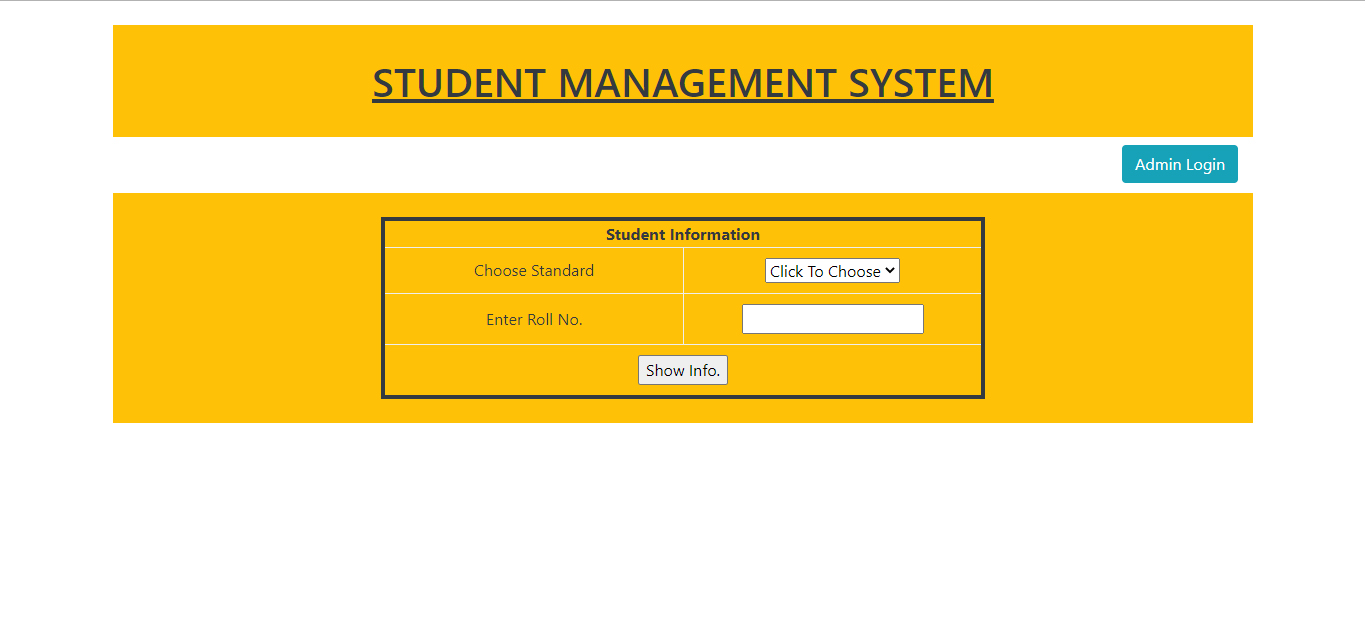 STUDENT MANAGEMENT SYSTEM
Admin Login
Student Information
Choose Standard
Click To Choose
Enter Roll No.
Show Info.